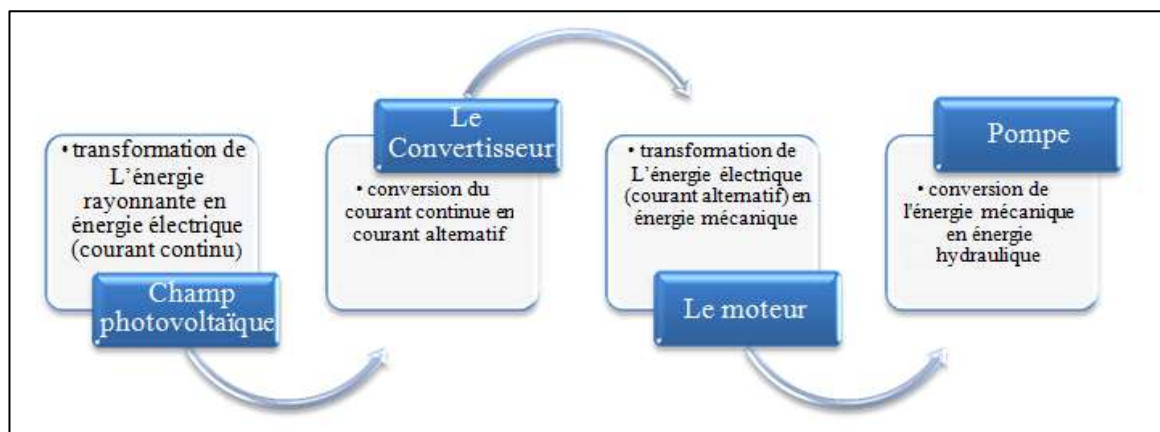 • transformation de
L'énergie
rayonnante en
énergie électrique
(courant continu)
Champ
photovoltaïque
Le
Convertisseur
• conversion du
courant continue en
courant alternatif
• transformation de
L'énergie électrique
(courant alternatif) en
énergie mécanique
Le moteur
Pompe
• conversion de
l'énergie mécanique
en énergie
hydraulique